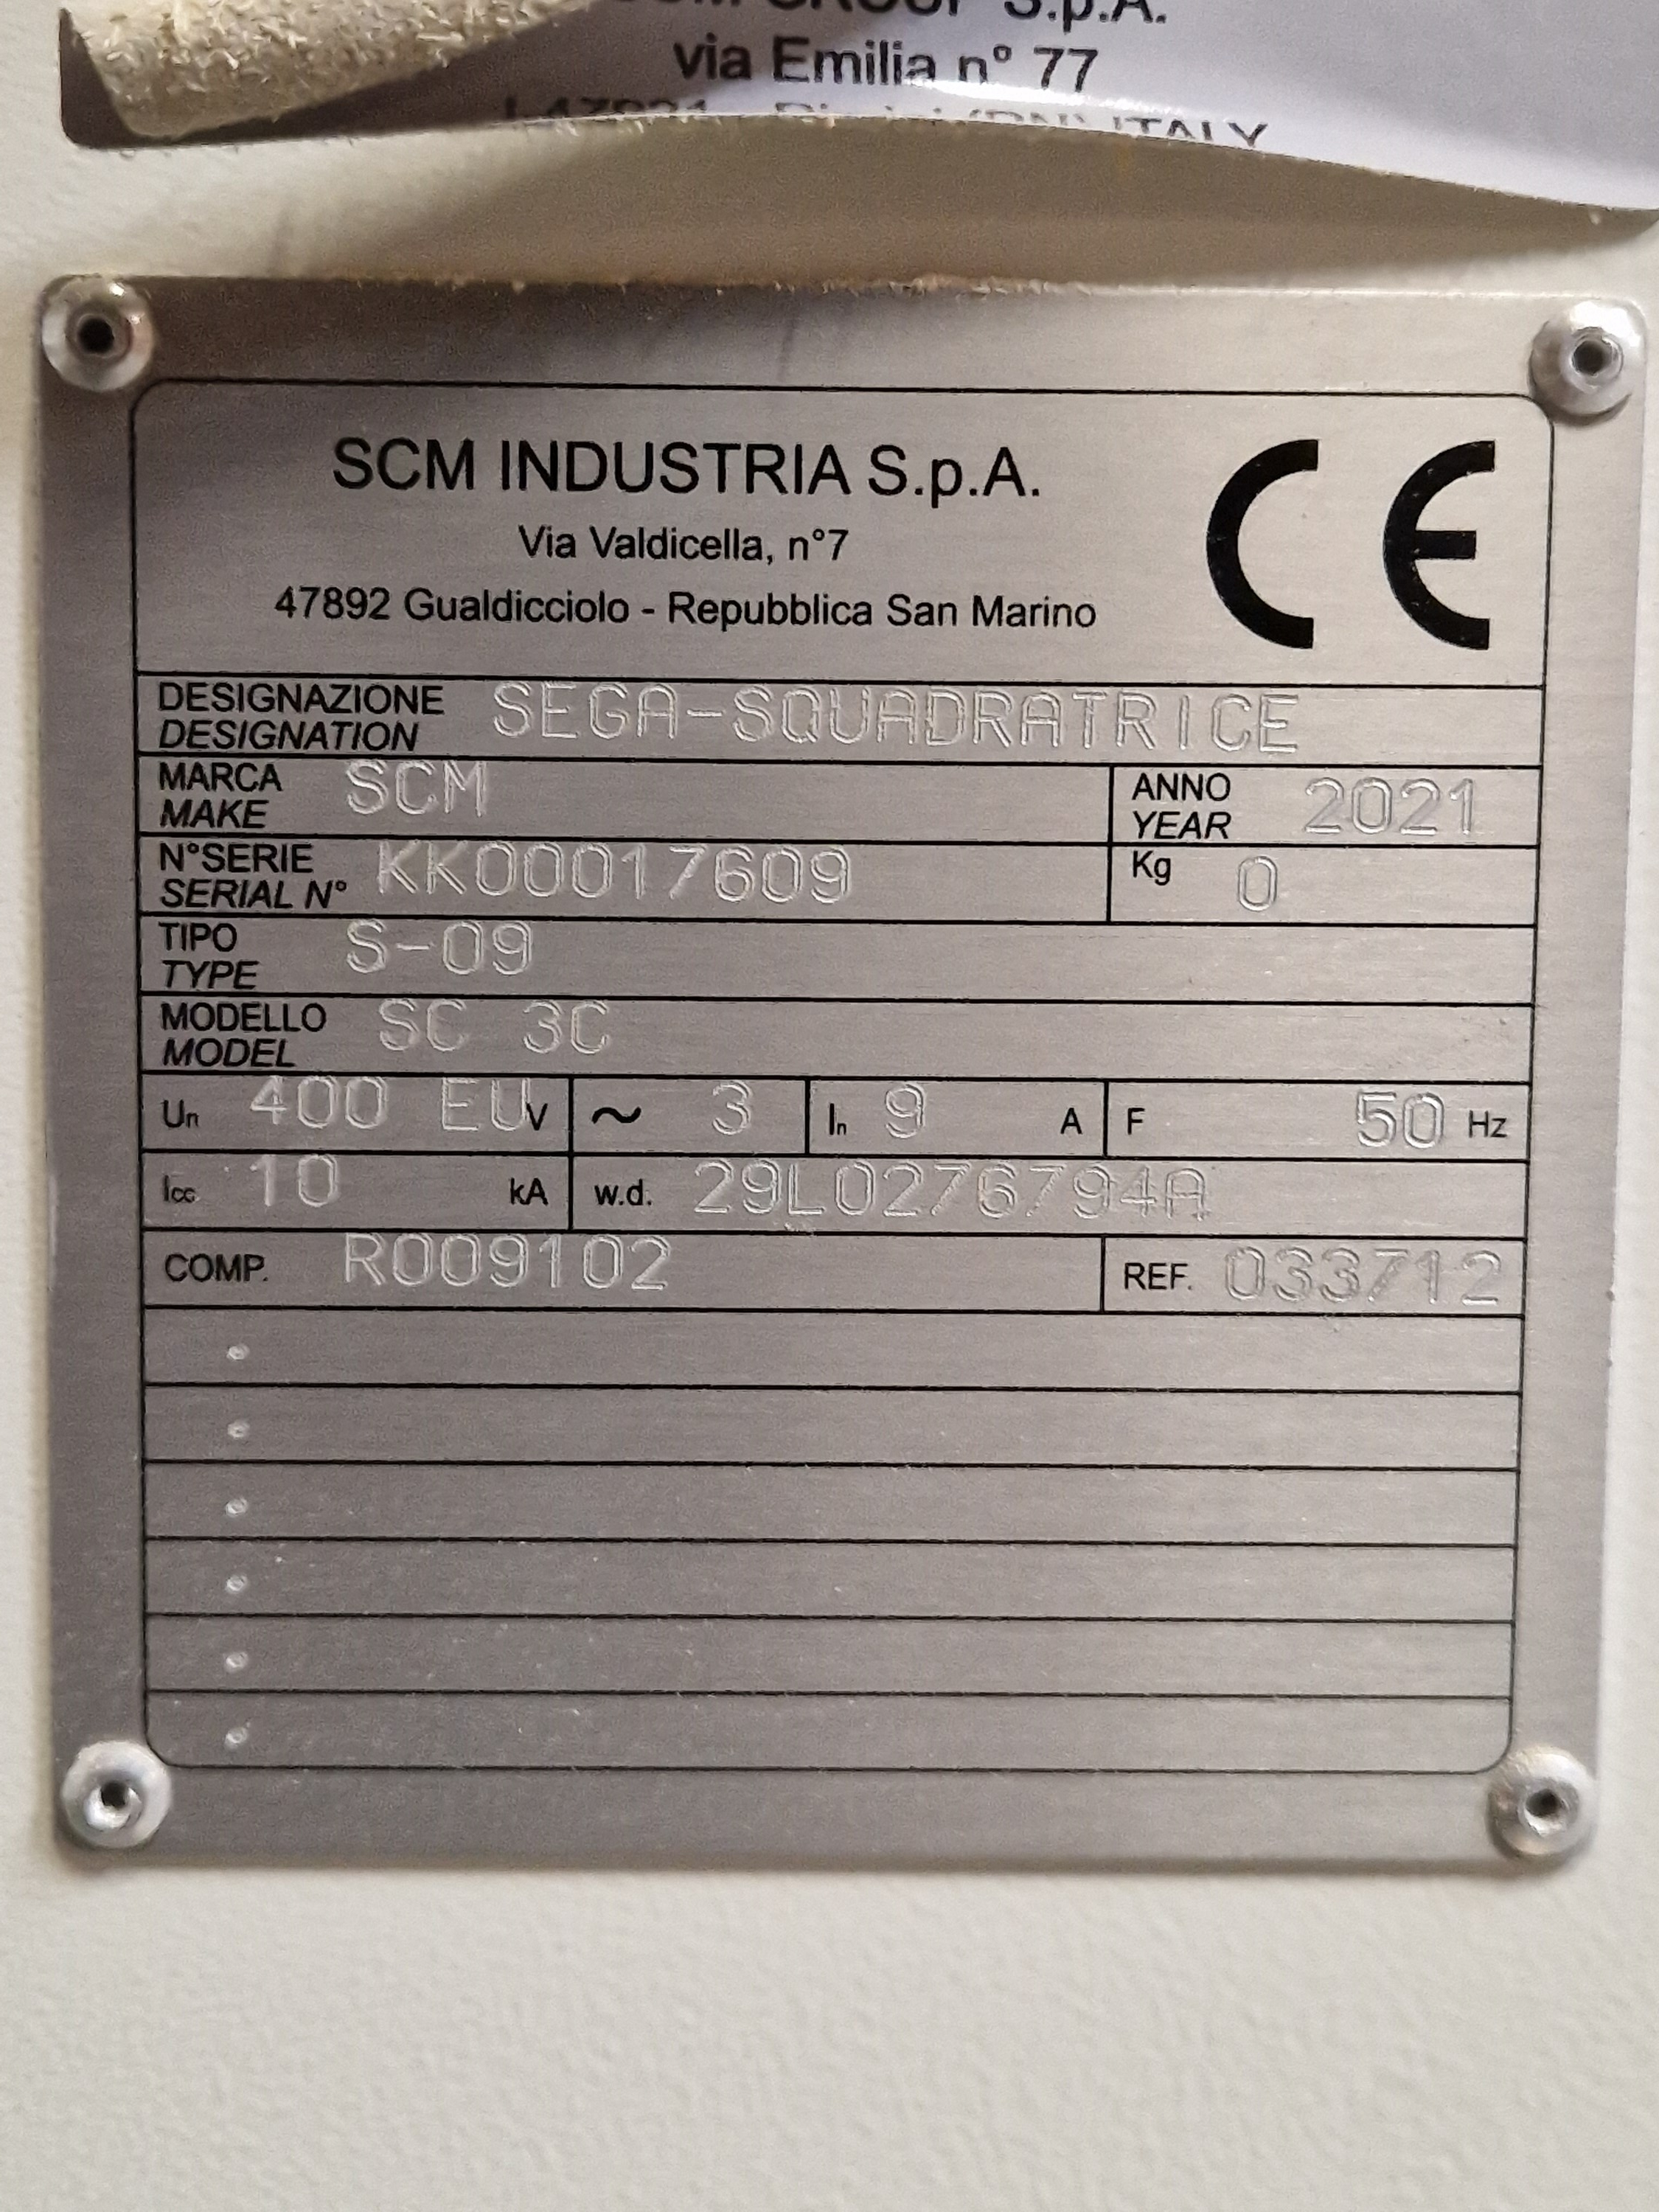 S.p.A.
via Emilia n° 77
ITALY
SCM INDUSTRIA S.p.A.
Via Valdicella, n°7
47892 Gualdicciolo - Repubblica San Marino
CE
DESIGNAZIONE
DESIGNATION
SEGA-SQUADRATRICE
MARCA
MAKE
SCM
ANNO
YEAR
2021
N°SERIE
SERIAL N°
KK00017609
Kg 0
TIPO
TYPE
S-09
MODELLO
MODEL
SC 3C
Un 400 EU V ~ 3 In 9 A F 50 Hz
Icc 10 kA w.d. 29L0276794A
COMP. R009102 REF. 033712